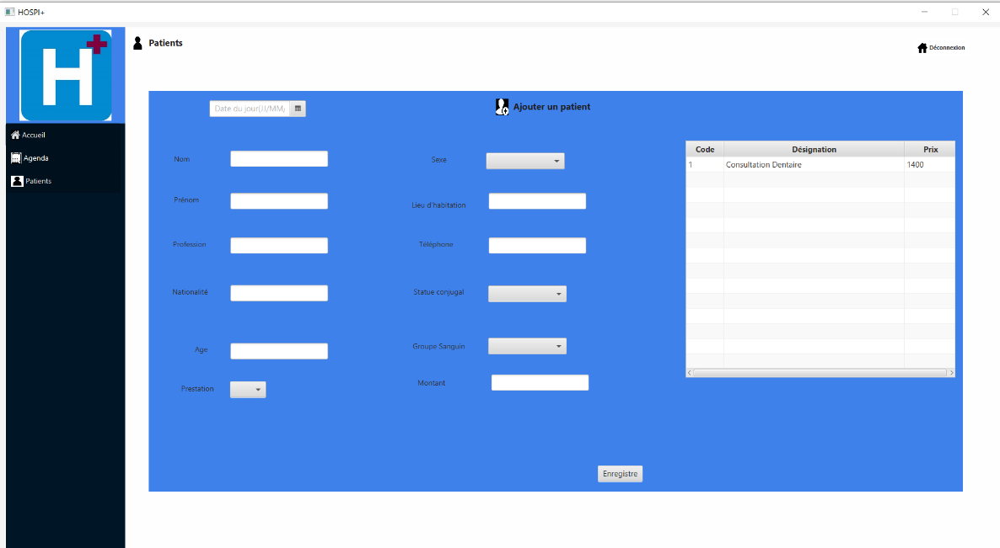 HOSPI+
H+
Patients
Déconnexion
Accueil
Agenda
Patients
Date du jour(JJ/MM/
Ajouter un patient
Nom
Sexe
Prénom
Lieu d'habitation
Profession
Téléphone
Nationalité
Statue conjugal
Age
Groupe Sanguin
Prestation
Montant
Code Désignation Prix
1 Consultation Dentaire 1400
Enregistre